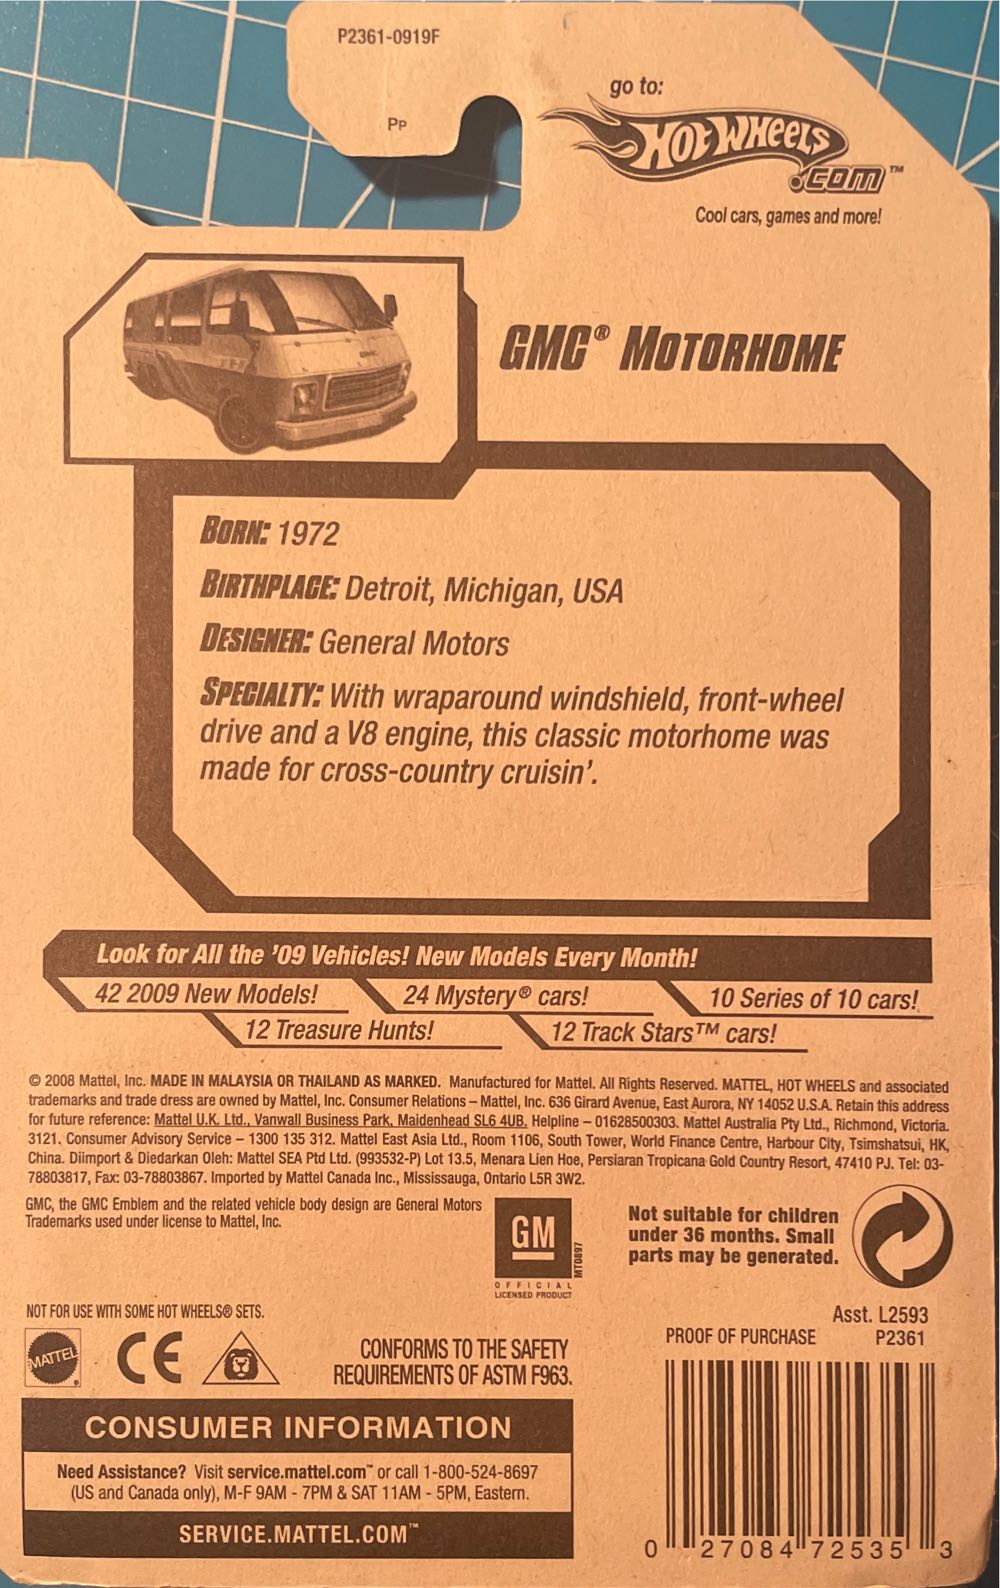 P2361-0919F
PP
go to:
HOT WHEELS
.COM™
Cool cars, games and more!
GMC® MOTORHOME
BORN: 1972
BIRTHPLACE: Detroit, Michigan, USA
DESIGNER: General Motors
SPECIALTY: With wraparound windshield, front-wheel
drive and a V8 engine, this classic motorhome was
made for cross-country cruisin'.
Look for All the '09 Vehicles! New Models Every Month!
42 2009 New Models!
24 Mystery® cars!
10 Series of 10 cars!
12 Treasure Hunts!
12 Track Stars™ cars!
© 2008 Mattel, Inc. MADE IN MALAYSIA OR THAILAND AS MARKED. Manufactured for Mattel. All Rights Reserved. MATTEL, HOT WHEELS and associated
trademarks and trade dress are owned by Mattel, Inc. Consumer Relations – Mattel, Inc. 636 Girard Avenue, East Aurora, NY 14052 U.S.A. Retain this address
for future reference: Mattel U.K. Ltd., Vanwall Business Park, Maidenhead SL6 4UB. Helpline – 01628500303. Mattel Australia Pty Ltd., Richmond, Victoria.
3121. Consumer Advisory Service – 1300 135 312. Mattel East Asia Ltd., Room 1106, South Tower, World Finance Centre, Harbour City, Tsimshatsui, HK,
China. Diimport & Diedarkan Oleh: Mattel SEA Ptd Ltd. (993532-P) Lot 13.5, Menara Lien Hoe, Persiaran Tropicana Gold Country Resort, 47410 PJ. Tel: 03-
78803817, Fax: 03-78803867. Imported by Mattel Canada Inc., Mississauga, Ontario L5R 3W2.
GMC, the GMC Emblem and the related vehicle body design are General Motors
Trademarks used under license to Mattel, Inc.
GM
MT0897
OFFICIAL
LICENSED PRODUCT
Not suitable for children
under 36 months. Small
parts may be generated.
NOT FOR USE WITH SOME HOT WHEELS® SETS.
MATTEL
CE
CONFORMS TO THE SAFETY
REQUIREMENTS OF ASTM F963.
Asst. L2593
PROOF OF PURCHASE P2361
CONSUMER INFORMATION
Need Assistance? Visit service.mattel.com™ or call 1-800-524-8697
(US and Canada only), M-F 9AM - 7PM & SAT 11AM - 5PM, Eastern.
SERVICE.MATTEL.COM™
0 27084 72535 3